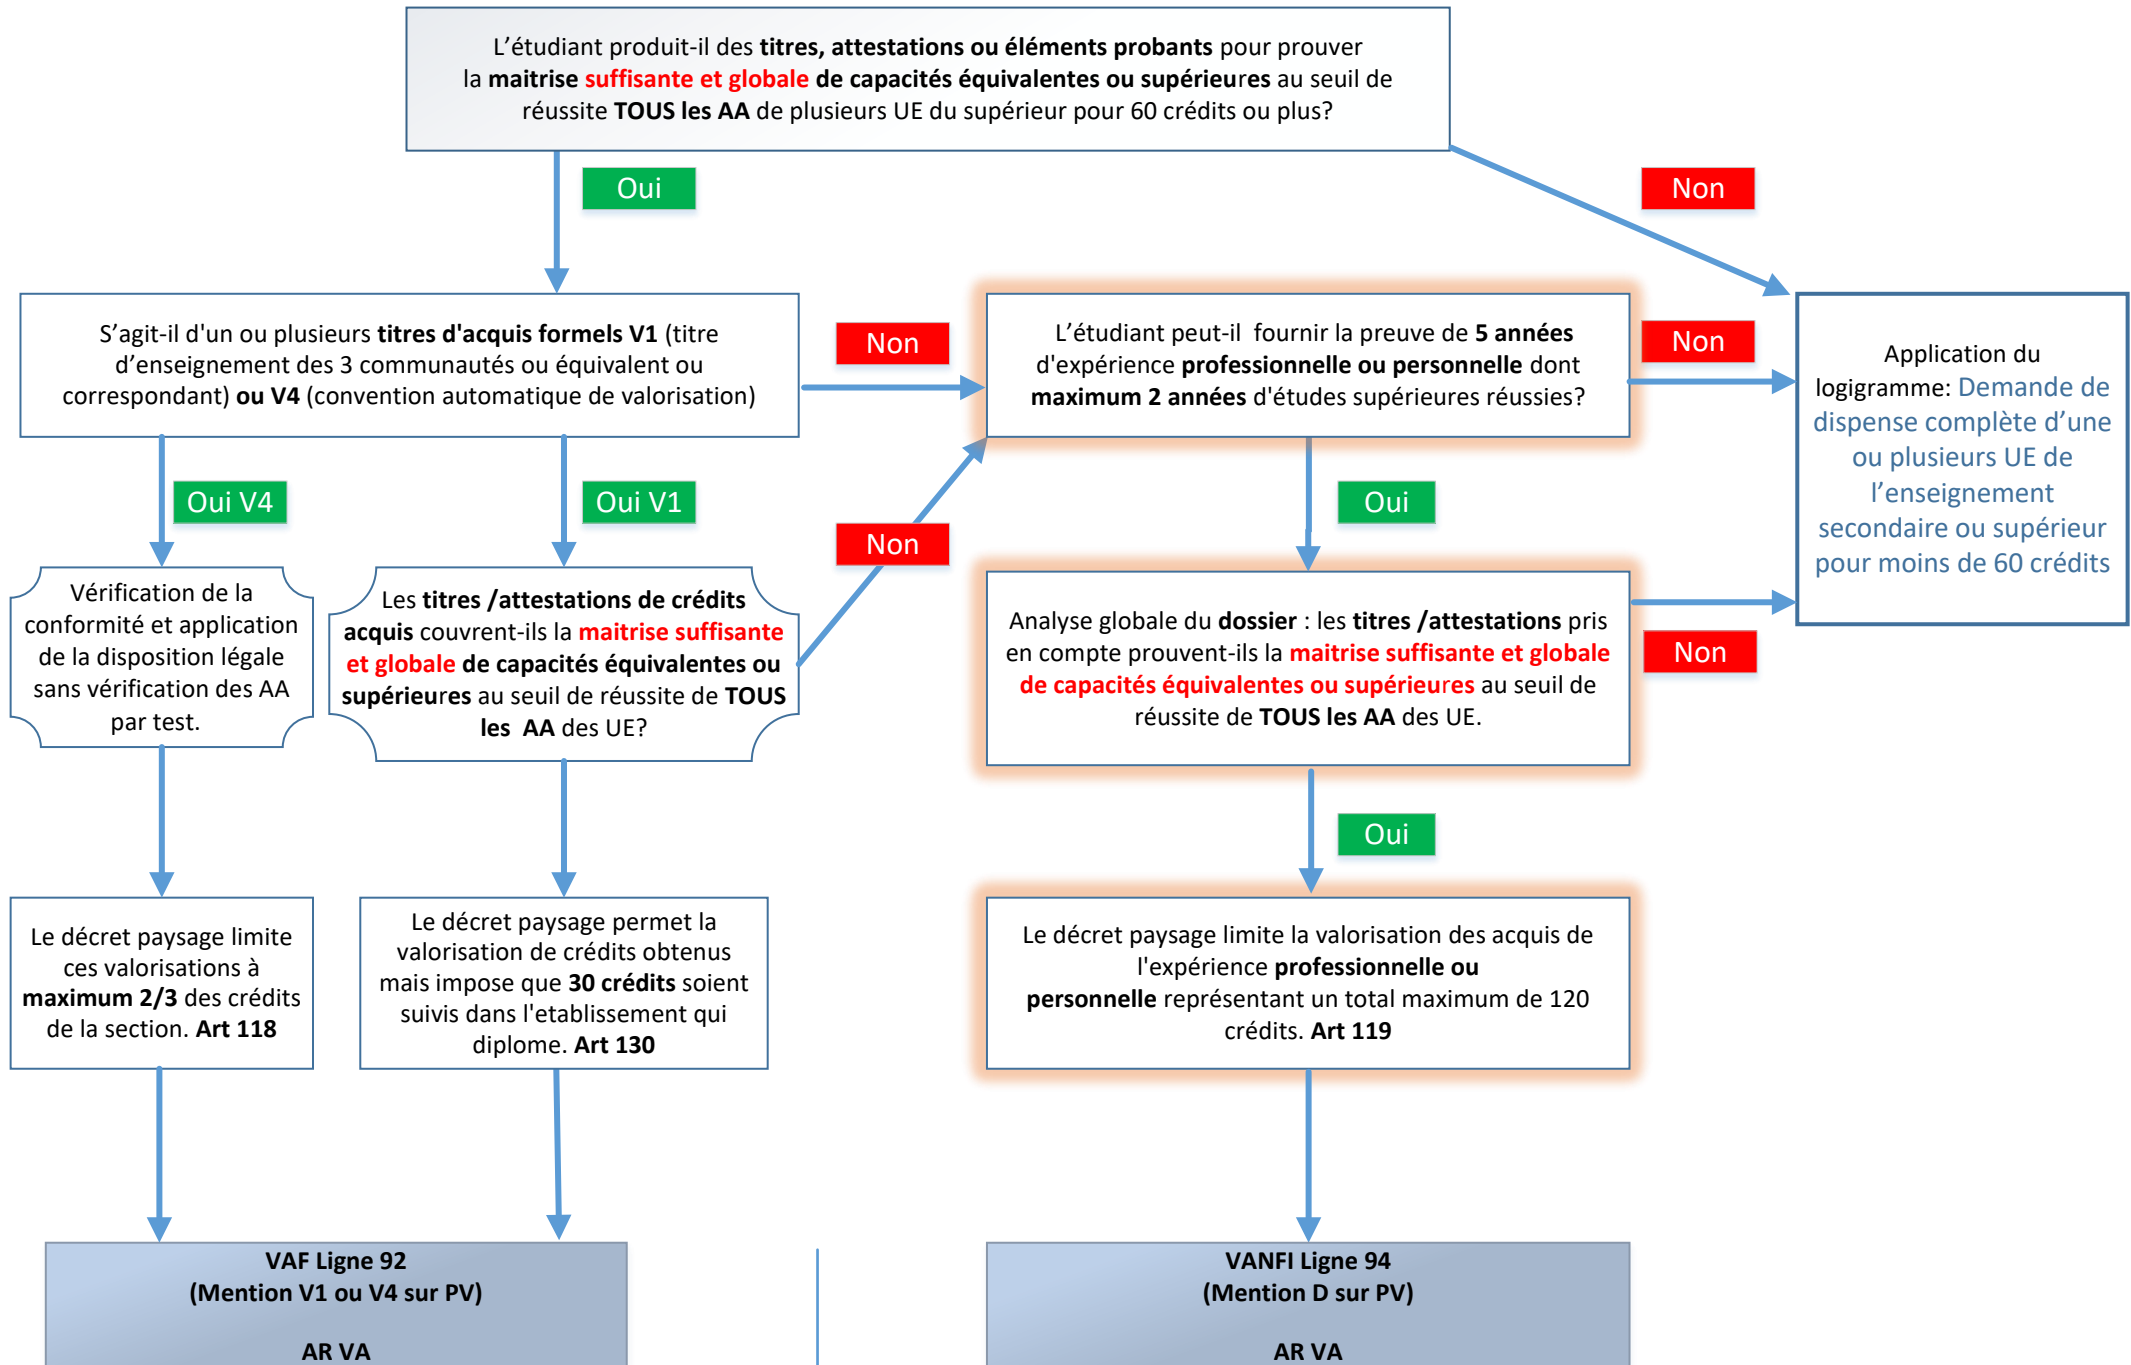 L’étudiant produit-il des titres, attestations ou éléments probants pour prouver
la maitrise suffisante et globale de capacités équivalentes ou supérieures au seuil de
réussite TOUS les AA de plusieurs UE du supérieur pour 60 crédits ou plus?
Oui
Non
S’agit-il d'un ou plusieurs titres d'acquis formels V1 (titre
d’enseignement des 3 communautés ou équivalent ou
correspondant) ou V4 (convention automatique de valorisation)
Non
L’étudiant peut-il fournir la preuve de 5 années
d'expérience professionnelle ou personnelle dont
maximum 2 années d'études supérieures réussies?
Non
Application du
logigramme: Demande de
dispense complète d’une
ou plusieurs UE de
l’enseignement
secondaire ou supérieur
pour moins de 60 crédits
Oui V4
Oui V1
Non
Oui
Vérification de la
conformité et application
de la disposition légale
sans vérification des AA
par test.
Les titres /attestations de crédits
acquis couvrent-ils la maitrise suffisante
et globale de capacités équivalentes ou
supérieures au seuil de réussite de TOUS
les AA des UE?
Analyse globale du dossier : les titres /attestations pris
en compte prouvent-ils la maitrise suffisante et globale
de capacités équivalentes ou supérieures au seuil de
réussite de TOUS les AA des UE.
Non
Oui
Le décret paysage limite
ces valorisations à
maximum 2/3 des crédits
de la section. Art 118
Le décret paysage permet la
valorisation de crédits obtenus
mais impose que 30 crédits soient
suivis dans l'etablissement qui
diplome. Art 130
Le décret paysage limite la valorisation des acquis de
l'expérience professionnelle ou
personnelle représentant un total maximum de 120
crédits. Art 119
VAF Ligne 92
(Mention V1 ou V4 sur PV)
AR VA
VANFI Ligne 94
(Mention D sur PV)
AR VA